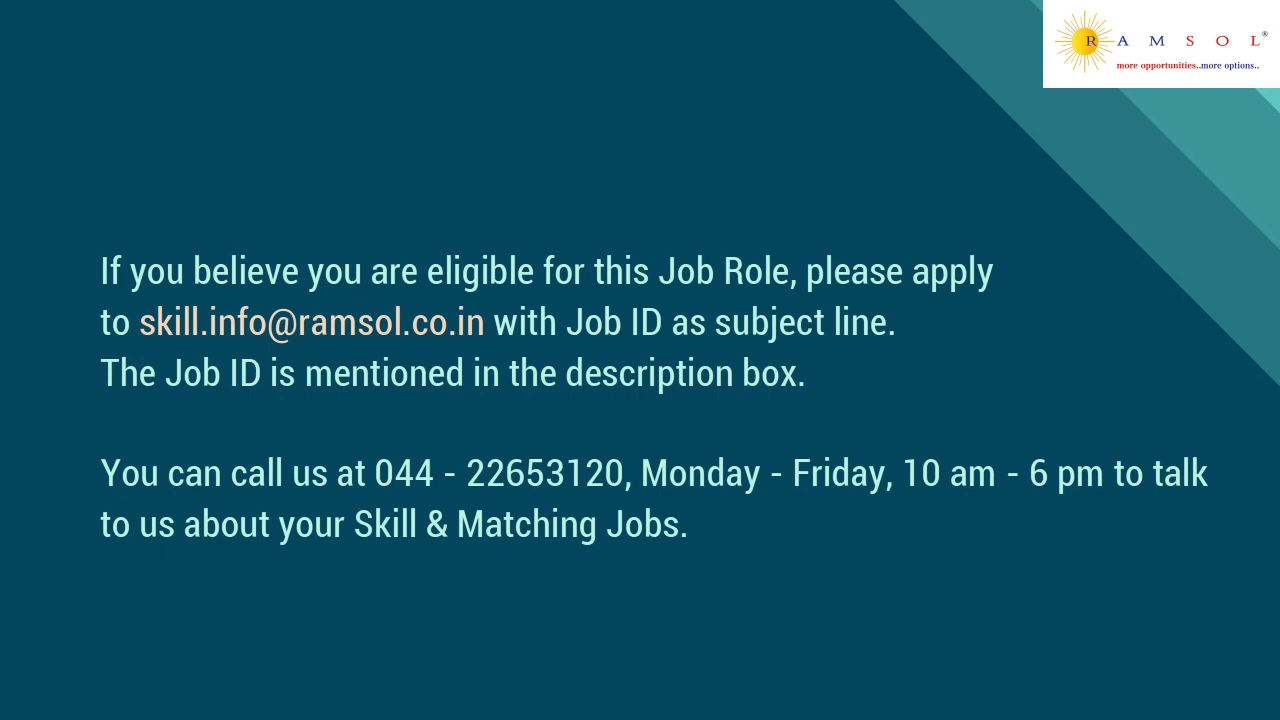 R A M S O L®
more opportunities..more options..
If you believe you are eligible for this Job Role, please apply
to skill.info@ramsol.co.in with Job ID as subject line.
The Job ID is mentioned in the description box.
You can call us at 044 - 22653120, Monday - Friday, 10 am - 6 pm to talk
to us about your Skill & Matching Jobs.